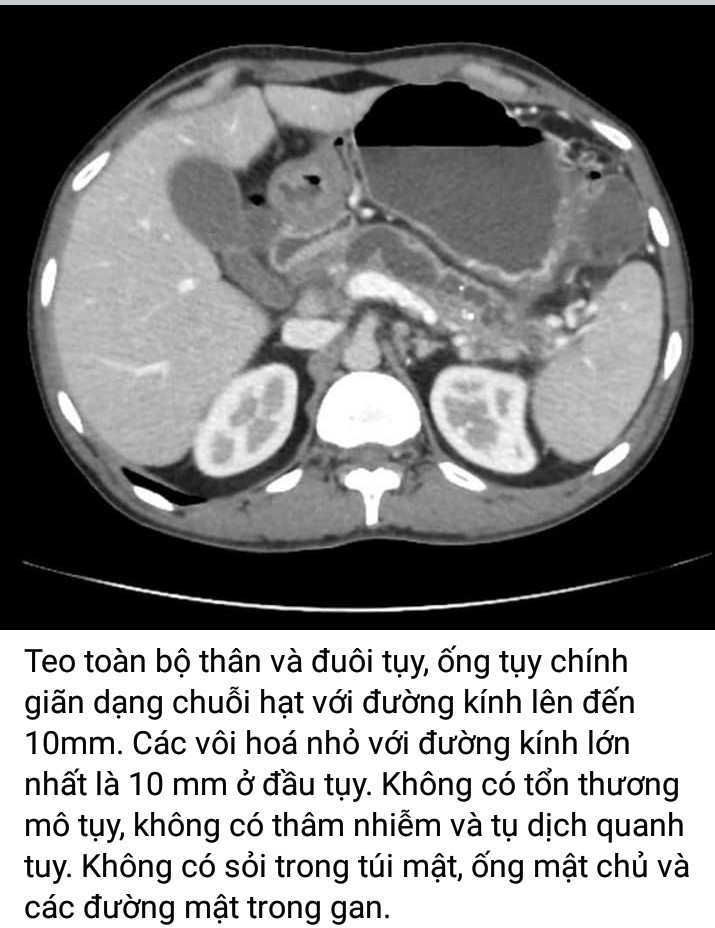 Teo toàn bộ thân và đuôi tụy, ống tụy chính
giãn dạng chuỗi hạt với đường kính lên đến
10mm. Các vôi hoá nhỏ với đường kính lớn
nhất là 10 mm ở đầu tụy. Không có tổn thương
mô tụy, không có thâm nhiễm và tụ dịch quanh
tuy. Không có sỏi trong túi mật, ống mật chủ và
các đường mật trong gan.